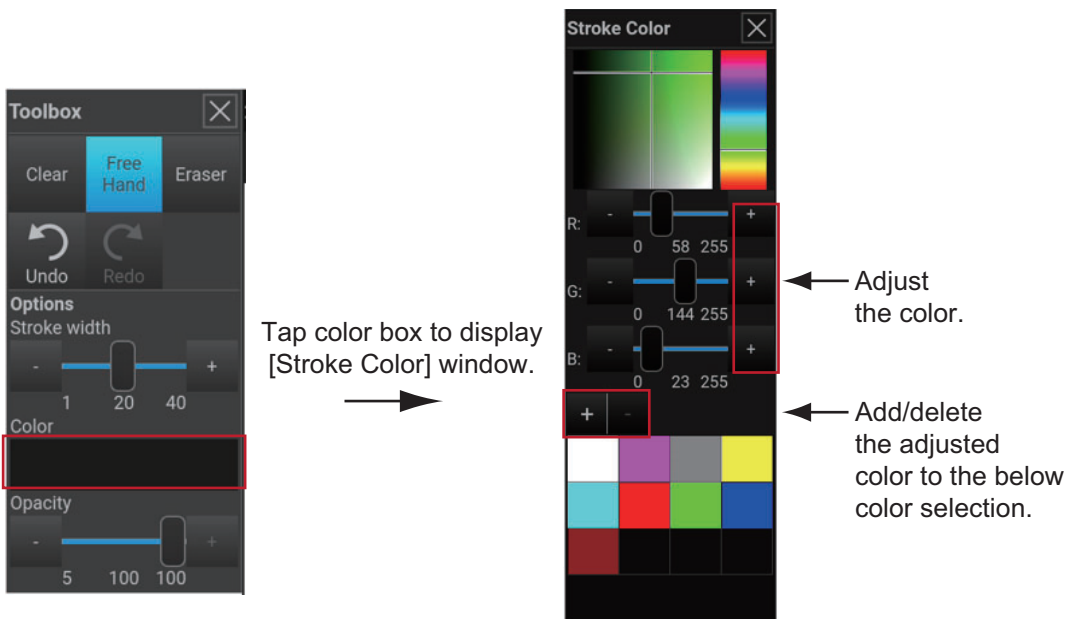 Toolbox
Clear
Free
Hand
Eraser
Undo
Redo
Options
Stroke width
- +
1 20 40
Color
Opacity
- +
5 100 100
Tap color box to display
[Stroke Color] window.
Stroke Color
R: - +
0 58 255
G: - +
0 144 255
B: - +
0 23 255
+ -
Adjust
the color.
Add/delete
the adjusted
color to the below
color selection.